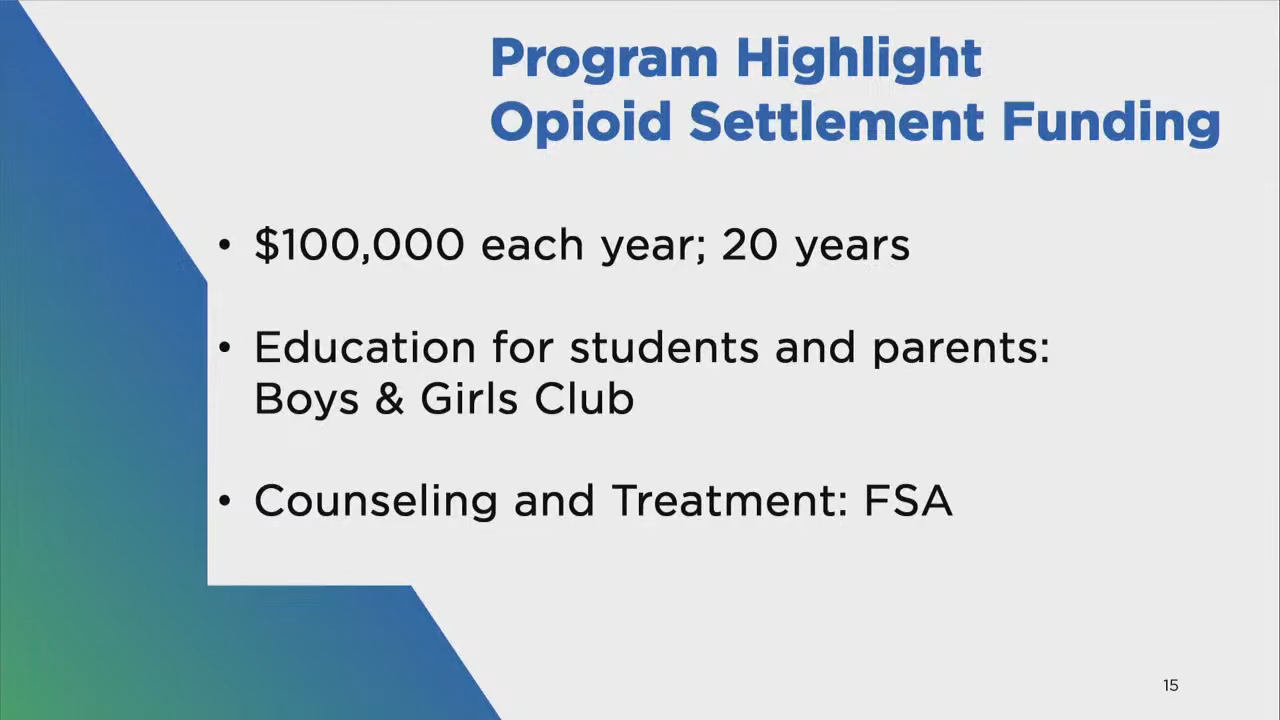 Program Highlight
Opioid Settlement Funding
• $100,000 each year; 20 years
• Education for students and parents:
Boys & Girls Club
• Counseling and Treatment: FSA
15